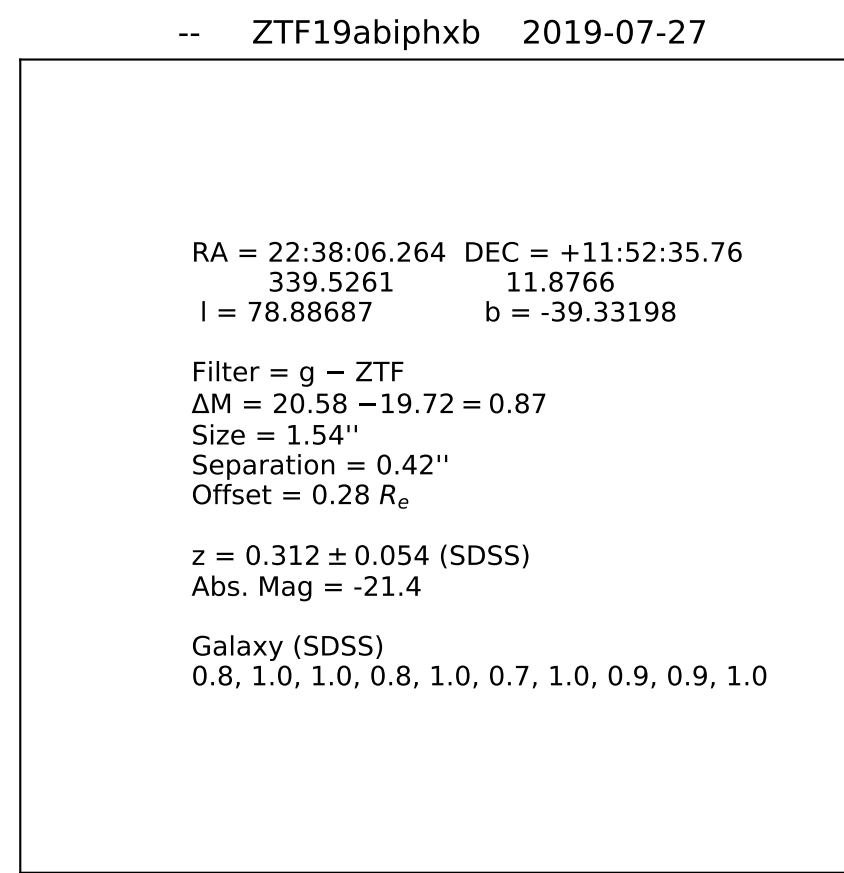 -- ZTF19abiphxb 2019-07-27
RA = 22:38:06.264 DEC = +11:52:35.76
339.5261 11.8766
l = 78.88687 b = -39.33198
Filter = g − ZTF
ΔM = 20.58 −19.72 = 0.87
Size = 1.54''
Separation = 0.42''
Offset = 0.28 Re
z = 0.312 ± 0.054 (SDSS)
Abs. Mag = -21.4
Galaxy (SDSS)
0.8, 1.0, 1.0, 0.8, 1.0, 0.7, 1.0, 0.9, 0.9, 1.0